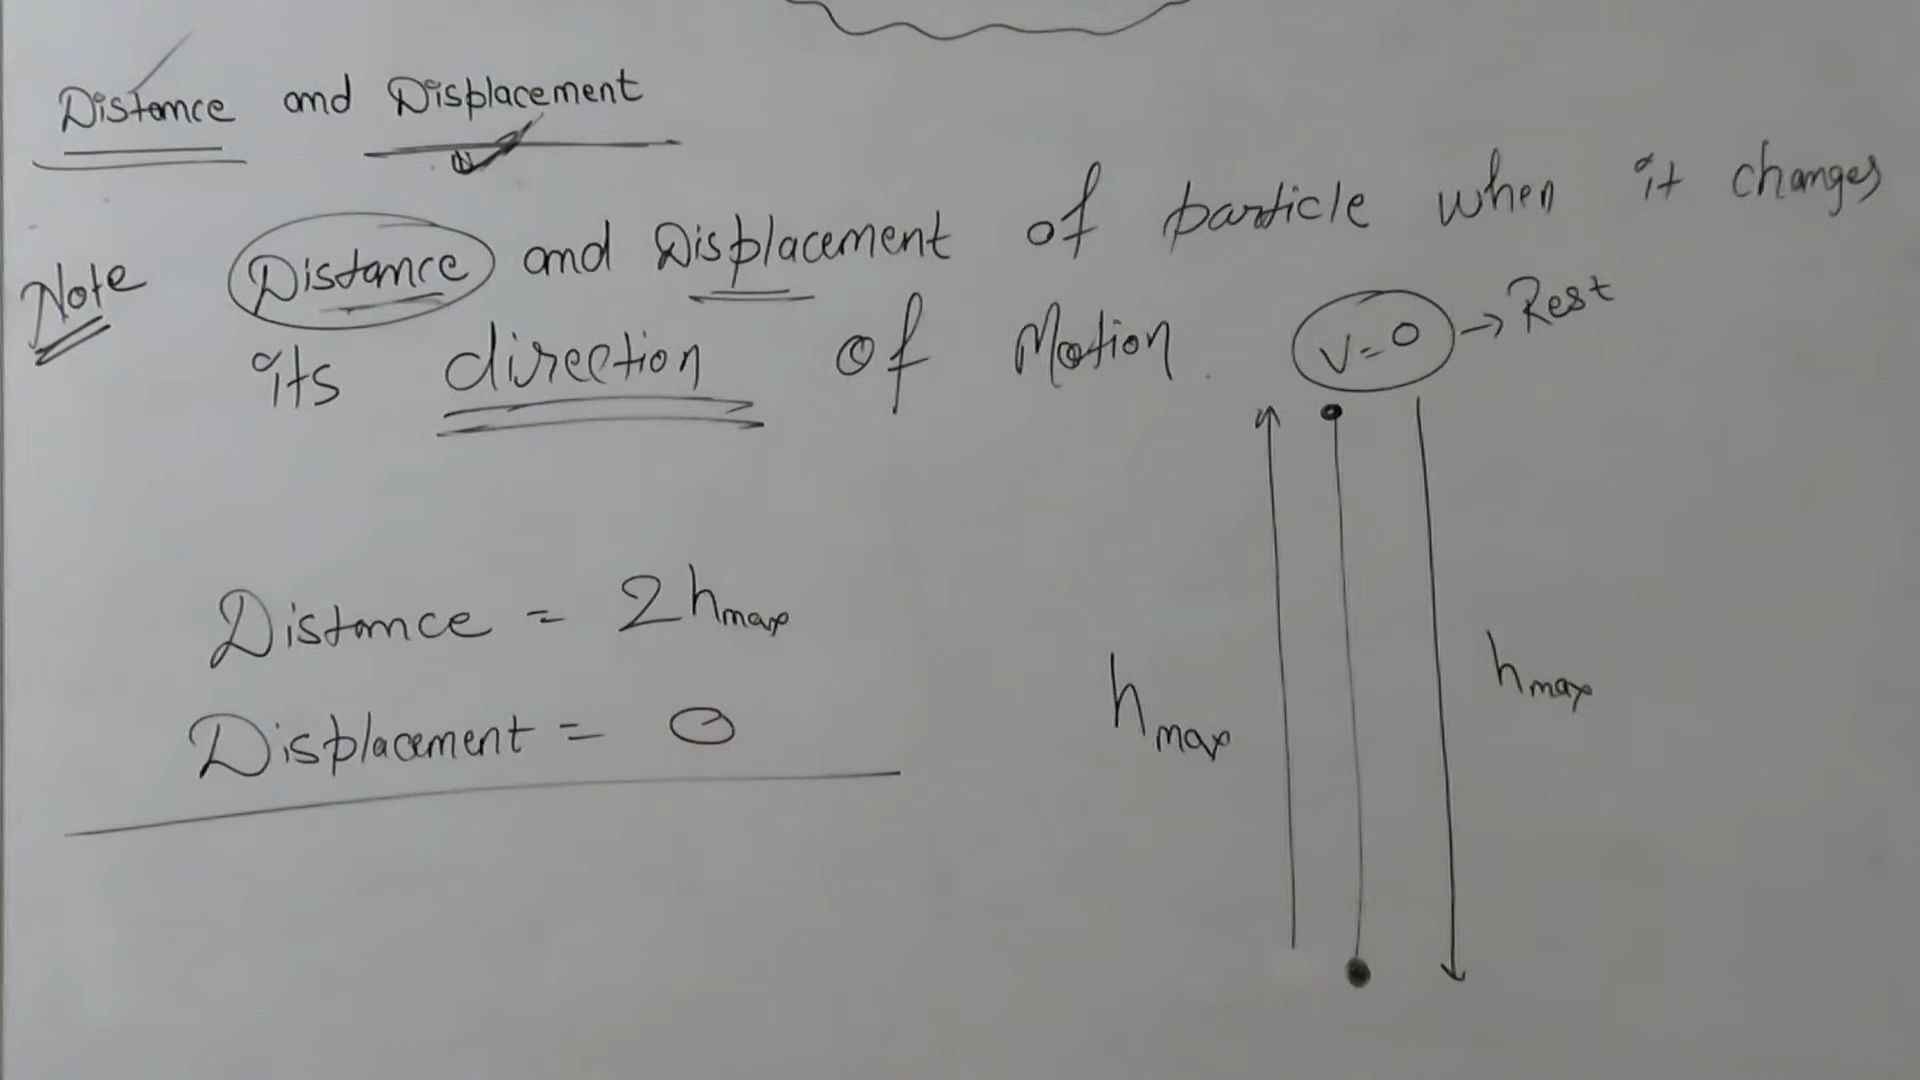 Distance and Displacement
Note Distance and Displacement of particle when it changes
its direction of Motion.
v=0 → Rest
Distance = 2hmax
Displacement = 0
hmax
hmax